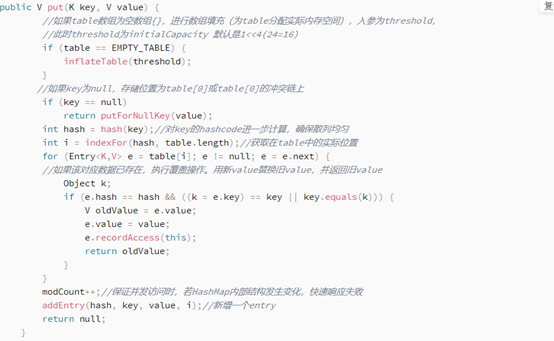 复
public V put(K key, V value) {
//如果table数组为空数组{}，进行数组填充（为table分配实际内存空间），入参为threshold，
//此时threshold为initialCapacity 默认是1<<4(24=16)
if (table == EMPTY_TABLE) {
inflateTable(threshold);
}
//如果key为null，存储位置为table[0]或table[0]的冲突链上
if (key == null)
return putForNullKey(value);
int hash = hash(key);//对key的hashcode进一步计算，确保散列均匀
int i = indexFor(hash, table.length);//获取在table中的实际位置
for (Entry<K,V> e = table[i]; e != null; e = e.next) {
//如果该对应数据已存在，执行覆盖操作。用新value替换旧value，并返回旧value
Object k;
if (e.hash == hash && ((k = e.key) == key || key.equals(k))) {
V oldValue = e.value;
e.value = value;
e.recordAccess(this);
return oldValue;
}
}
modCount++;//保证并发访问时，若HashMap内部结构发生变化，快速响应失败
addEntry(hash, key, value, i);//新增一个entry
return null;
}